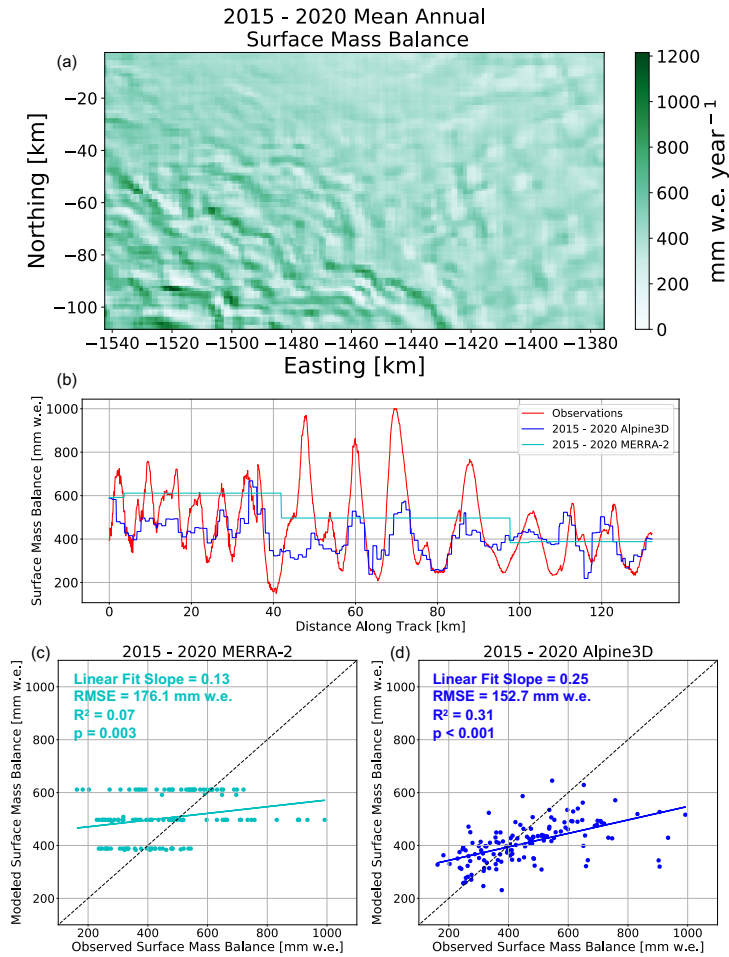 2015 - 2020 Mean Annual
Surface Mass Balance
(a)
Northing [km]
−20
−40
−60
−80
−100
−1540 −1520 −1500 −1480 −1460 −1440 −1420 −1400 −1380
Easting [km]
1200
1000
800
600
400
200
0
mm w.e. year−1
(b)
Surface Mass Balance [mm w.e.]
1000
800
600
400
200
Observations
2015 - 2020 Alpine3D
2015 - 2020 MERRA-2
0 20 40 60 80 100 120
Distance Along Track [km]
(c)
2015 - 2020 MERRA-2
Modeled Surface Mass Balance [mm w.e.]
1000
800
600
400
200
Linear Fit Slope = 0.13
RMSE = 176.1 mm w.e.
R² = 0.07
p = 0.003
200 400 600 800 1000
Observed Surface Mass Balance [mm w.e.]
(d)
2015 - 2020 Alpine3D
Modeled Surface Mass Balance [mm w.e.]
1000
800
600
400
200
Linear Fit Slope = 0.25
RMSE = 152.7 mm w.e.
R² = 0.31
p < 0.001
200 400 600 800 1000
Observed Surface Mass Balance [mm w.e.]